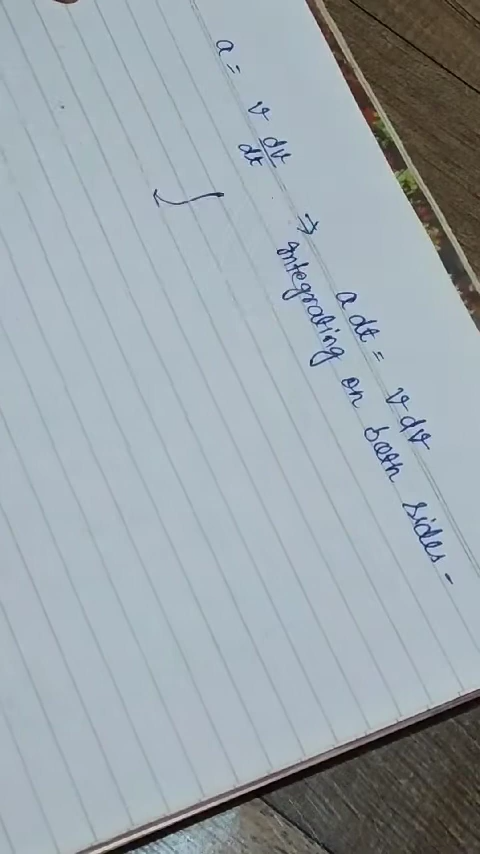 a = v dv/dt ⇒ a dt = v dv
Integrating on both sides -
∫